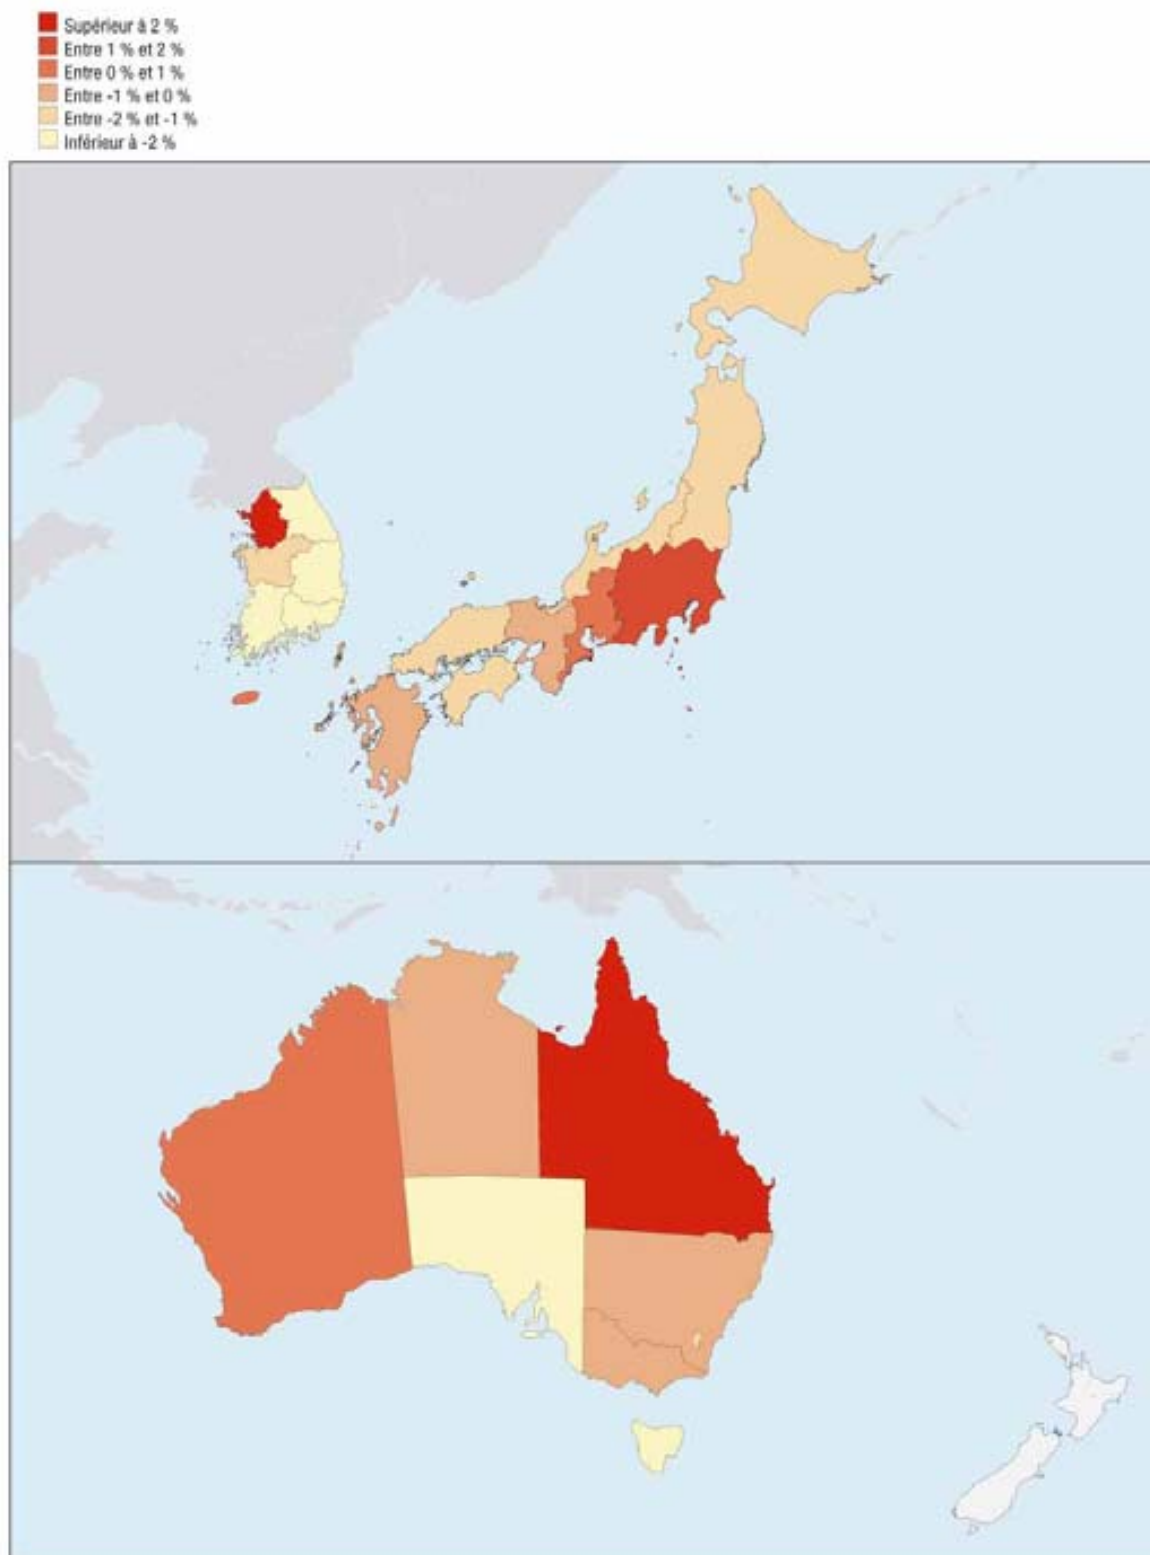 Supérieur à 2 %
Entre 1 % et 2 %
Entre 0 % et 1 %
Entre -1 % et 0 %
Entre -2 % et -1 %
Inférieur à -2 %